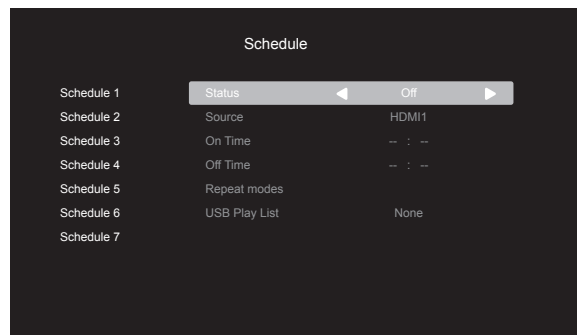 Schedule
Schedule 1 Status Off
Schedule 2 Source HDMI1
Schedule 3 On Time -- : --
Schedule 4 Off Time -- : --
Schedule 5 Repeat modes
Schedule 6 USB Play List None
Schedule 7